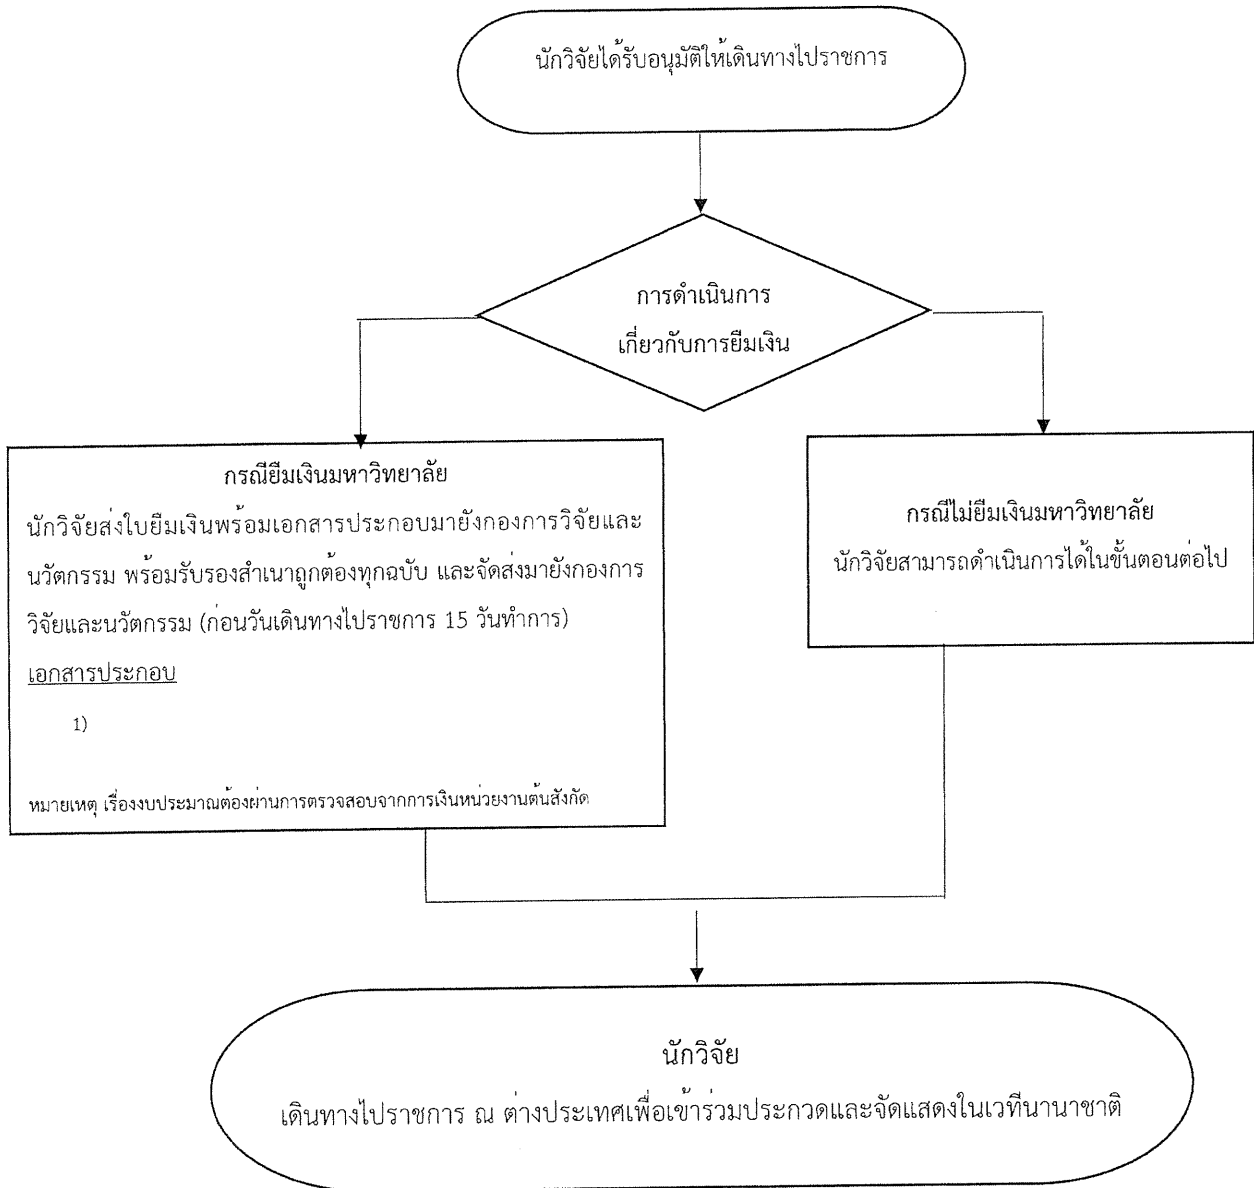 นักวิจัยได้รับอนุมัติให้เดินทางไปราชการ
การดำเนินการ
เกี่ยวกับการยืมเงิน
กรณียืมเงินมหาวิทยาลัย
นักวิจัยส่งใบยืมเงินพร้อมเอกสารประกอบมายังกองการวิจัยและ
นวัตกรรม พร้อมรับรองสำเนาถูกต้องทุกฉบับ และจัดส่งมายังกองการ
วิจัยและนวัตกรรม (ก่อนวันเดินทางไปราชการ 15 วันทำการ)
เอกสารประกอบ
1)
หมายเหตุ เรื่องงบประมาณต้องผ่านการตรวจสอบจากการเงินหน่วยงานต้นสังกัด
กรณีไม่ยืมเงินมหาวิทยาลัย
นักวิจัยสามารถดำเนินการได้ในขั้นตอนต่อไป
นักวิจัย
เดินทางไปราชการ ณ ต่างประเทศเพื่อเข้าร่วมประกวดและจัดแสดงในเวทีนานาชาติ